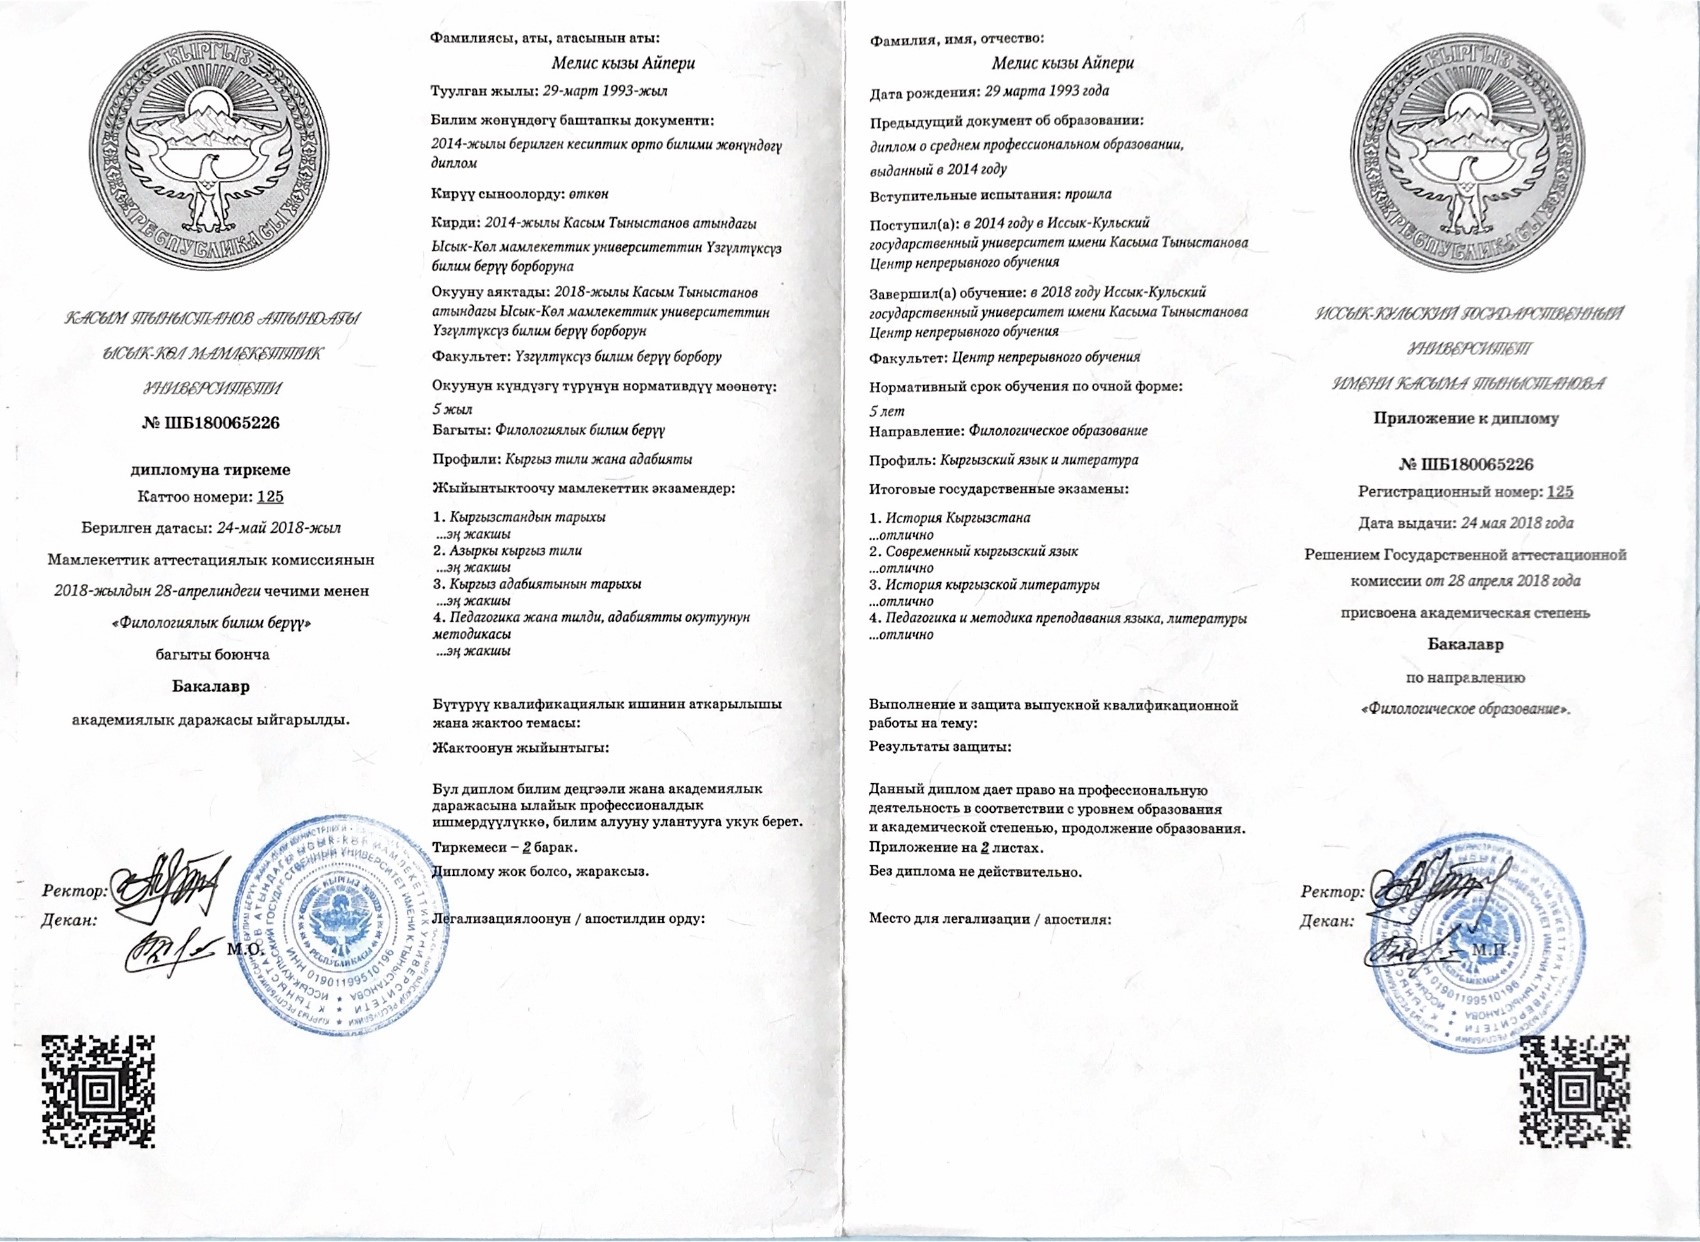 КЫРГЫЗ
РЕСПУБЛИКАСЫ
КАСЫМ ТЫНЫСТАНОВ АТЫНДАГЫ
ЫСЫК-КӨЛ МАМЛЕКЕТТИК
УНИВЕРСИТЕТИ
№ ШБ180065226
дипломуна тиркеме
Каттоо номери: 125
Берилген датасы: 24-май 2018-жыл
Мамлекеттик аттестациялык комиссиянын
2018-жылдын 28-апрелиндеги чечими менен
«Филологиялык билим берүү»
багыты боюнча
Бакалавр
академиялык даражасы ыйгарылды.
Ректор:
Декан:
М.О.
Фамилиясы, аты, атасынын аты:
Мелис кызы Айпери
Туулган жылы: 29-март 1993-жыл
Билим жөнүндөгү баштапкы документи:
2014-жылы берилген кесиптик орто билими жөнүндөгү
диплом
Кирүү сыноолорду: өткөн
Кирди: 2014-жылы Касым Тыныстанов атындагы
Ысык-Көл мамлекеттик университеттин Үзгүлтүксүз
билим берүү борборуна
Окууну аяктады: 2018-жылы Касым Тыныстанов
атындагы Ысык-Көл мамлекеттик университеттин
Үзгүлтүксүз билим берүү борборун
Факультет: Үзгүлтүксүз билим берүү борбору
Окуунун күндүзгү түрүнүн нормативдүү мөөнөтү:
5 жыл
Багыты: Филологиялык билим берүү
Профили: Кыргыз тили жана адабияты
Жыйынтыктоочу мамлекеттик экзамендер:
1. Кыргызстандын тарыхы
...эң жакшы
2. Азыркы кыргыз тили
...эң жакшы
3. Кыргыз адабиятынын тарыхы
...эң жакшы
4. Педагогика жана тилди, адабиятты окутуунун
методикасы
...эң жакшы
Бүтүрүү квалификациялык ишинин аткарылышы
жана жактоо темасы:
Жактоонун жыйынтыгы:
Бул диплом билим деңгээли жана академиялык
даражасына ылайык профессионалдык
ишмердүүлүккө, билим алууну улантууга укук берет.
Тиркемеси – 2 барак.
Диплому жок болсо, жараксыз.
Легализациялоонун / апостилдин орду:
Фамилия, имя, отчество:
Мелис кызы Айпери
Дата рождения: 29 марта 1993 года
Предыдущий документ об образовании:
диплом о среднем профессиональном образовании,
выданный в 2014 году
Вступительные испытания: прошла
Поступил(а): в 2014 году в Иссык-Кульский
государственный университет имени Касыма Тыныстанова
Центр непрерывного обучения
Завершил(а) обучение: в 2018 году Иссык-Кульский
государственный университет имени Касыма Тыныстанова
Центр непрерывного обучения
Факультет: Центр непрерывного обучения
Нормативный срок обучения по очной форме:
5 лет
Направление: Филологическое образование
Профиль: Кыргызский язык и литература
Итоговые государственные экзамены:
1. История Кыргызстана
...отлично
2. Современный кыргызский язык
...отлично
3. История кыргызской литературы
...отлично
4. Педагогика и методика преподавания языка, литературы
...отлично
Выполнение и защита выпускной квалификационной
работы на тему:
Результаты защиты:
Данный диплом дает право на профессиональную
деятельность в соответствии с уровнем образования
и академической степенью, продолжение образования.
Приложение на 2 листах.
Без диплома не действительно.
Место для легализации / апостиля:
КЫРГЫЗ
РЕСПУБЛИКАСЫ
ИССЫК-КУЛЬСКИЙ ГОСУДАРСТВЕННЫЙ
УНИВЕРСИТЕТ
ИМЕНИ КАСЫМА ТЫНЫСТАНОВА
Приложение к диплому
№ ШБ180065226
Регистрационный номер: 125
Дата выдачи: 24 мая 2018 года
Решением Государственной аттестационной
комиссии от 28 апреля 2018 года
присвоена академическая степень
Бакалавр
по направлению
«Филологическое образование».
Ректор:
Декан:
М.П.